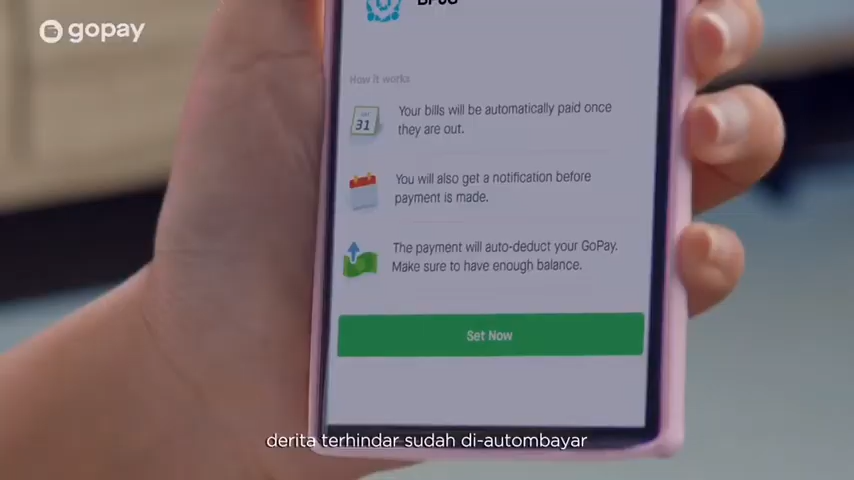 gopay
BPJS
How it works
31
Your bills will be automatically paid once
they are out.
You will also get a notification before
payment is made.
The payment will auto-deduct your GoPay.
Make sure to have enough balance.
Set Now
derita terhindar sudah di-autombayar